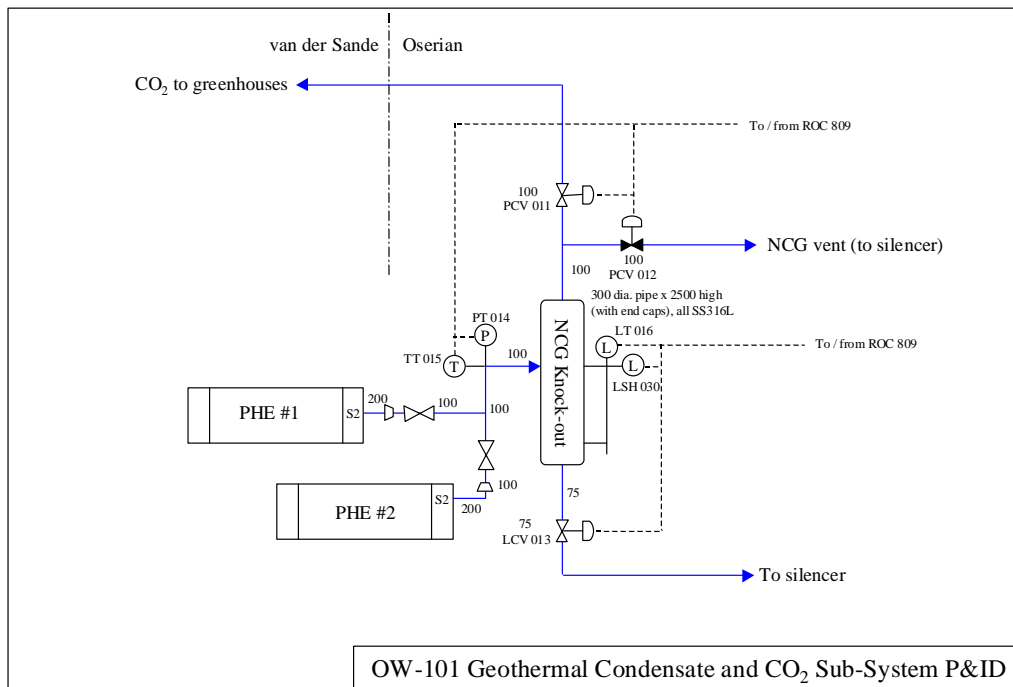 van der Sande
Oserian
CO₂ to greenhouses
To / from ROC 809
100
PCV 011
NCG vent (to silencer)
100
PCV 012
100
300 dia. pipe x 2500 high
(with end caps), all SS316L
PT 014
P
LT 016
L
To / from ROC 809
TT 015
T
100
L
LSH 030
NCG Knock-out
PHE #1
S2
200
100
100
100
PHE #2
S2
200
75
75
LCV 013
To silencer
OW-101 Geothermal Condensate and CO₂ Sub-System P&ID